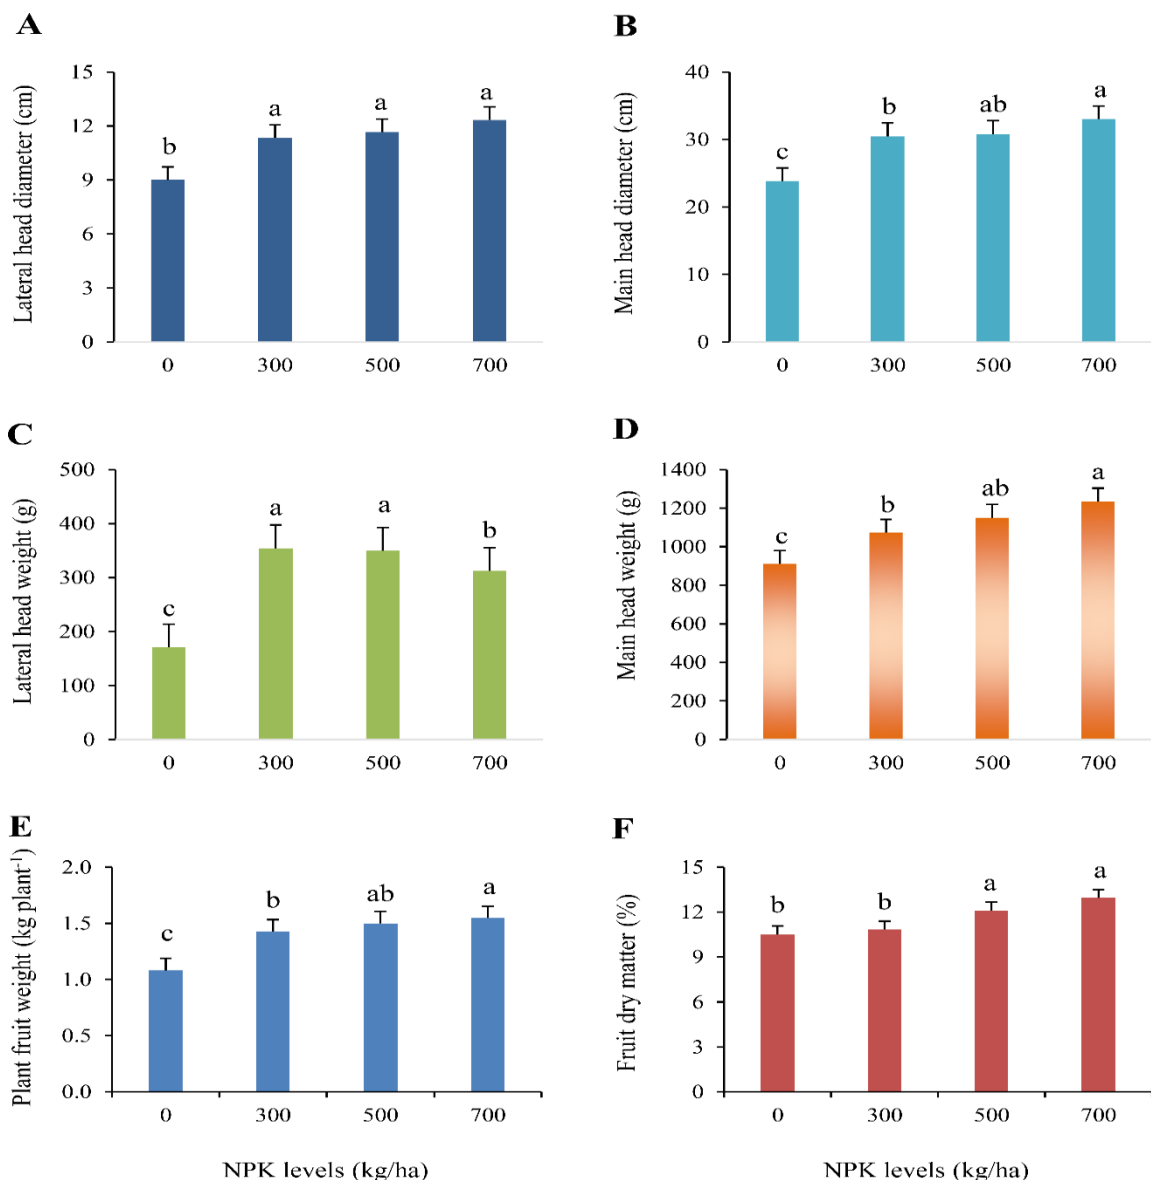 A
Lateral head diameter (cm)
15
12
9
6
3
0
b
a
a
a
0 300 500 700
B
Main head diameter (cm)
40
30
20
10
0
c
b
ab
a
0 300 500 700
C
Lateral head weight (g)
500
400
300
200
100
0
c
a
a
b
0 300 500 700
D
Main head weight (g)
1400
1200
1000
800
600
400
200
0
c
b
ab
a
0 300 500 700
E
Plant fruit weight (kg plant⁻¹)
2.0
1.5
1.0
0.5
0.0
c
b
ab
a
0 300 500 700
NPK levels (kg/ha)
F
Fruit dry matter (%)
15
12
9
6
3
0
b
b
a
a
0 300 500 700
NPK levels (kg/ha)